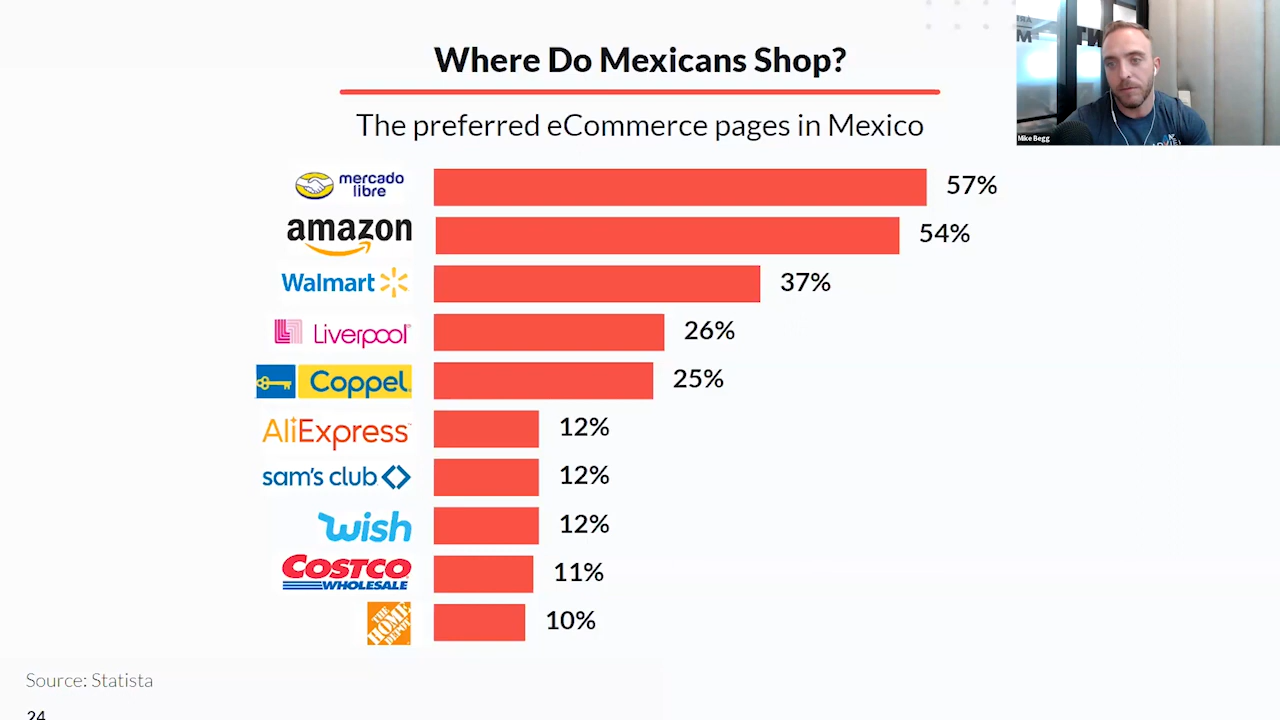 Where Do Mexicans Shop?
The preferred eCommerce pages in Mexico
mercado
libre
57%
amazon
54%
Walmart
37%
Liverpool
26%
Coppel
25%
AliExpress
12%
sam's club
12%
wish
12%
COSTCO
WHOLESALE
11%
THE
HOME
DEPOT
10%
Source: Statista
24
Mike Begg